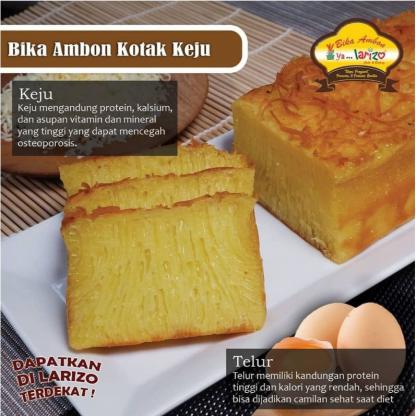 Bika Ambon Kotak Keju
Bika Ambon
ya... Larizo
Keju
Keju mengandung protein, kalsium,
dan asupan vitamin dan mineral
yang tinggi yang dapat mencegah
osteoporosis.
DAPATKAN
DI LARIZO
TERDEKAT !
Telur
Telur memiliki kandungan protein
tinggi dan kalori yang rendah, sehingga
bisa dijadikan camilan sehat saat diet